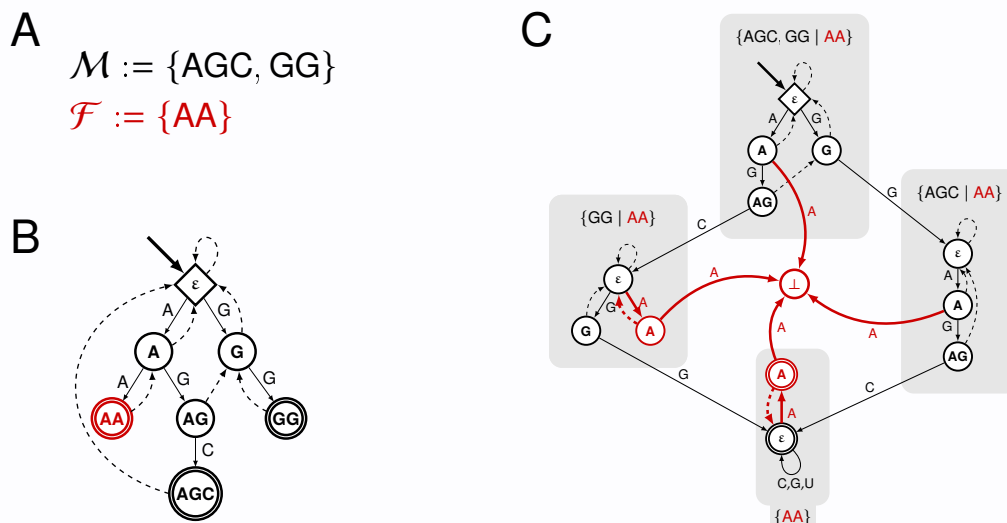 A
ℳ := {AGC, GG}
ℱ := {AA}
B
ε
A
G
A
G
A
G
G
AA
AG
GG
C
AGC
C
{AGC, GG | AA}
ε
A
G
A
G
G
AG
A
G
{AGC | AA}
ε
A
A
G
A
AG
C
{GG | AA}
C
ε
G
A
G
A
A
G
⊥
A
A
A
ε
C,G,U
{AA}